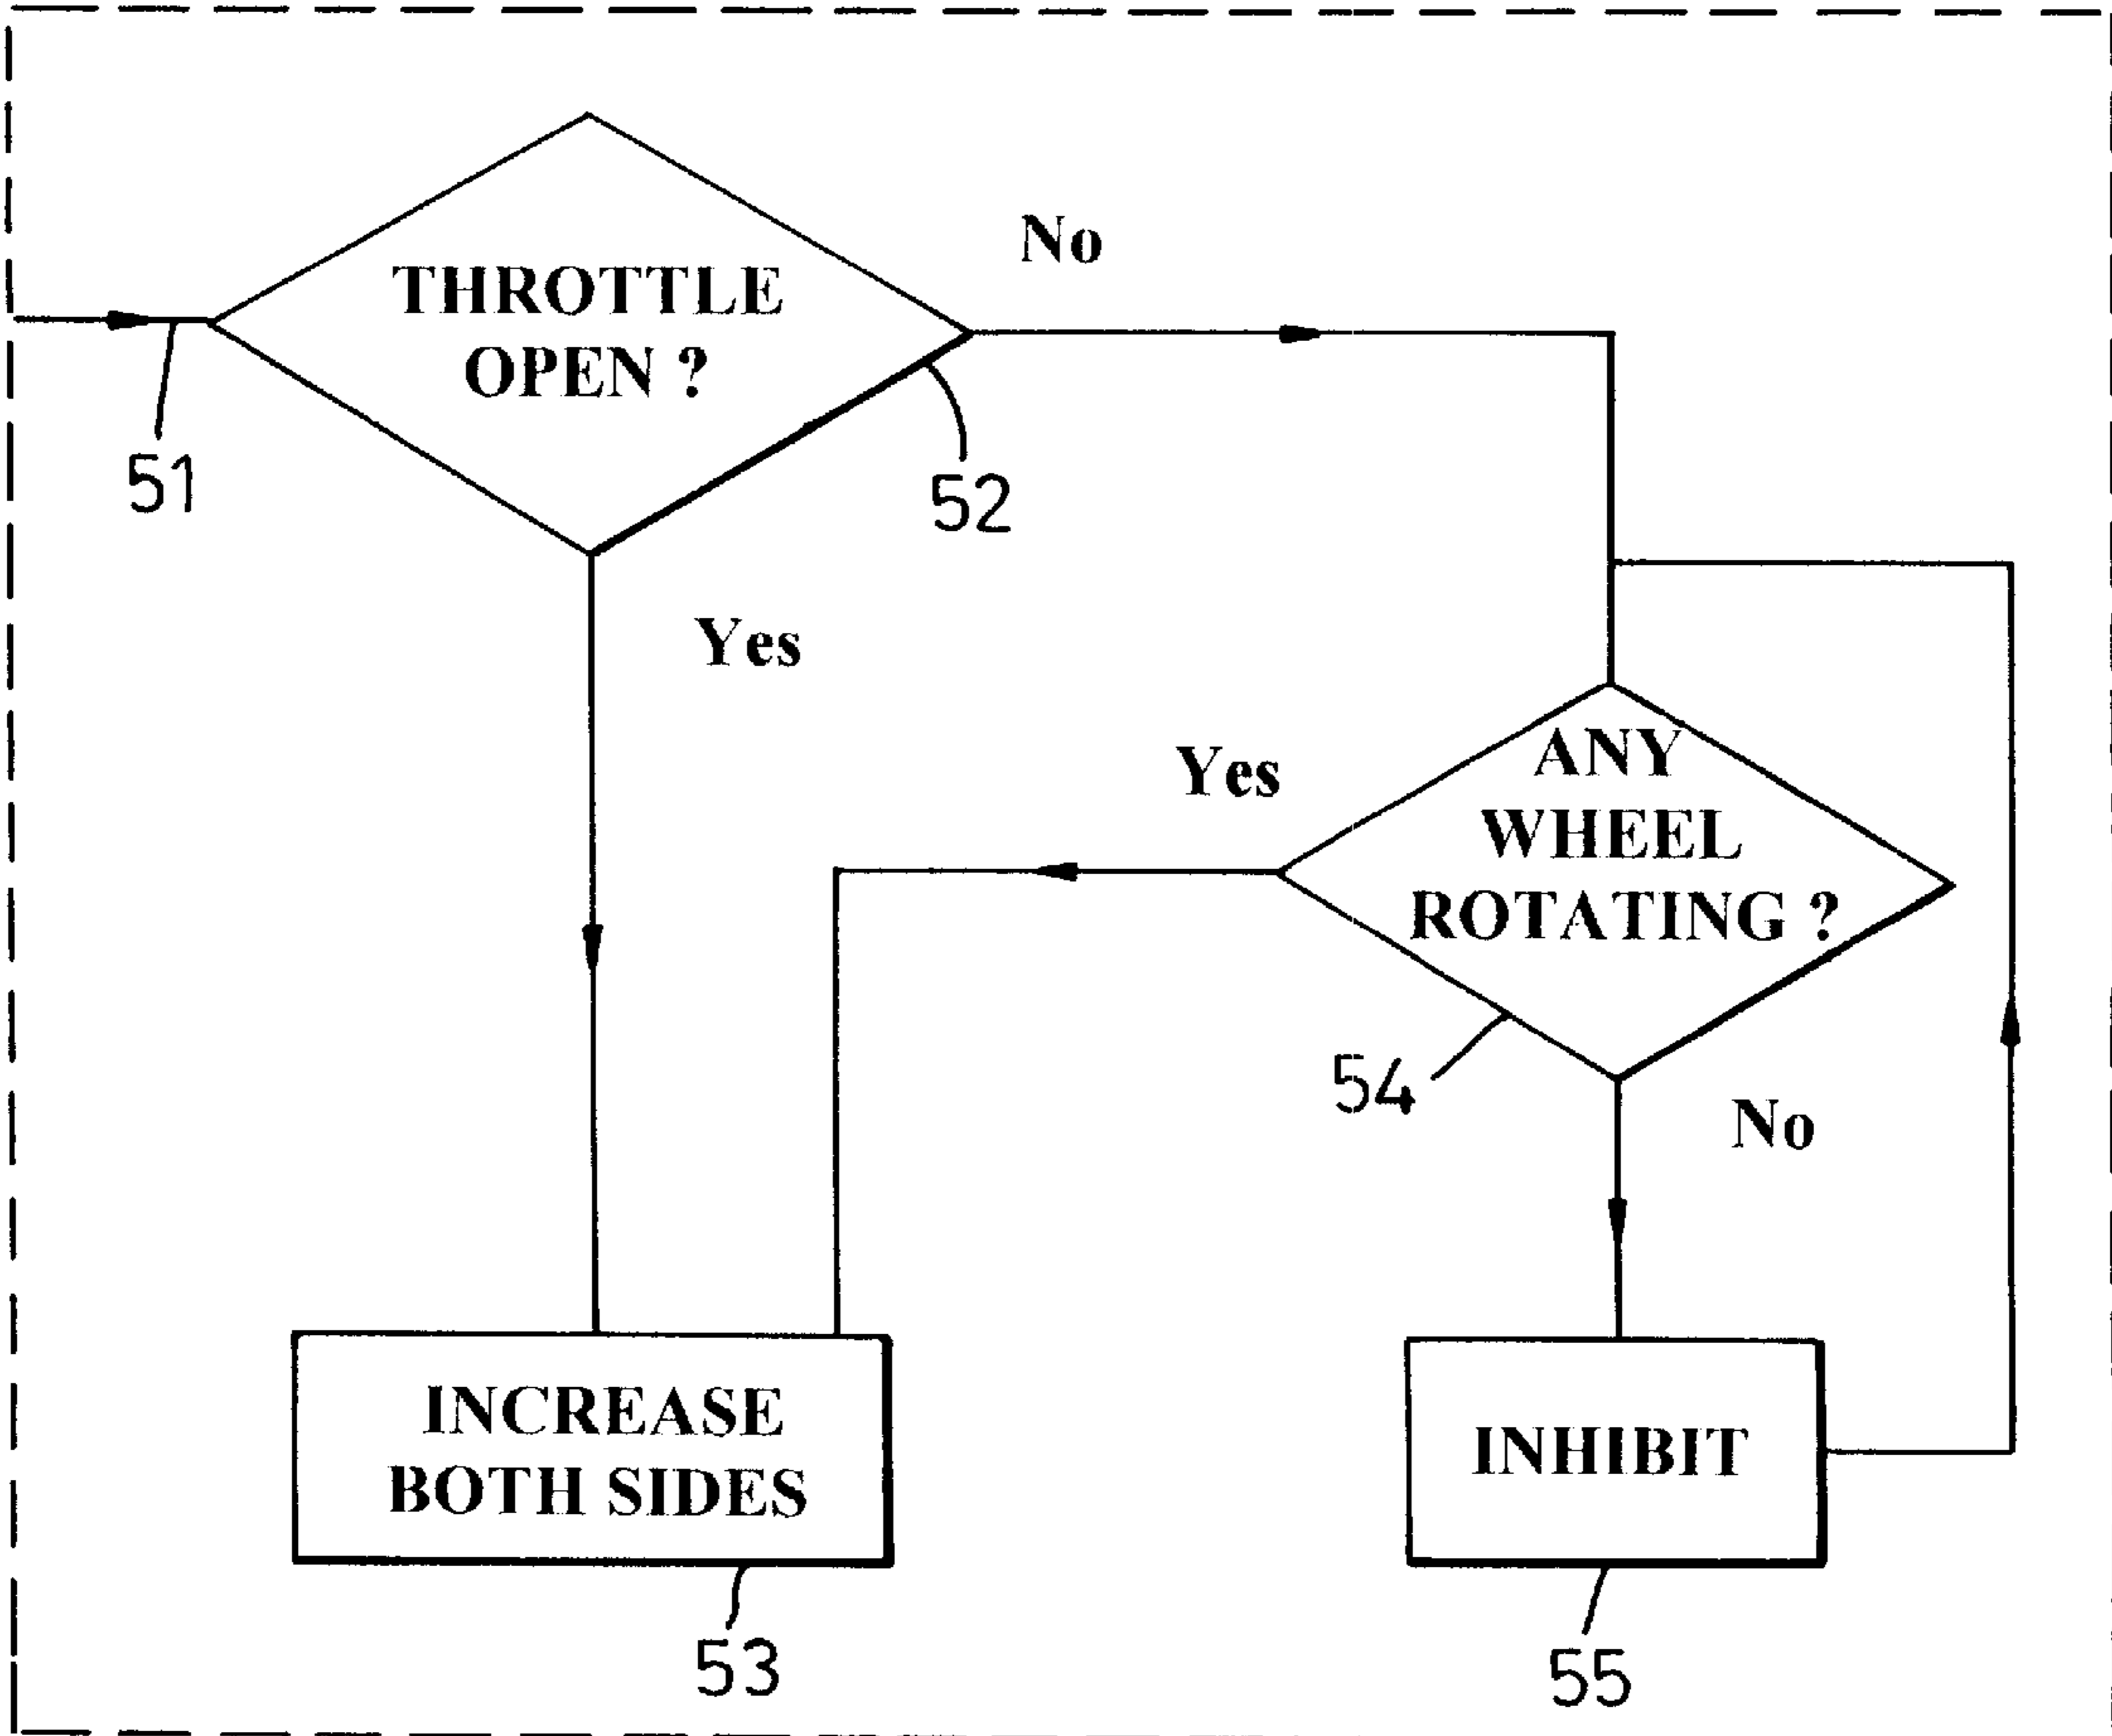 No
THROTTLE
OPEN ?
51
52
Yes
Yes
ANY
WHEEL
ROTATING ?
54
No
INCREASE
BOTH SIDES
INHIBIT
53
55